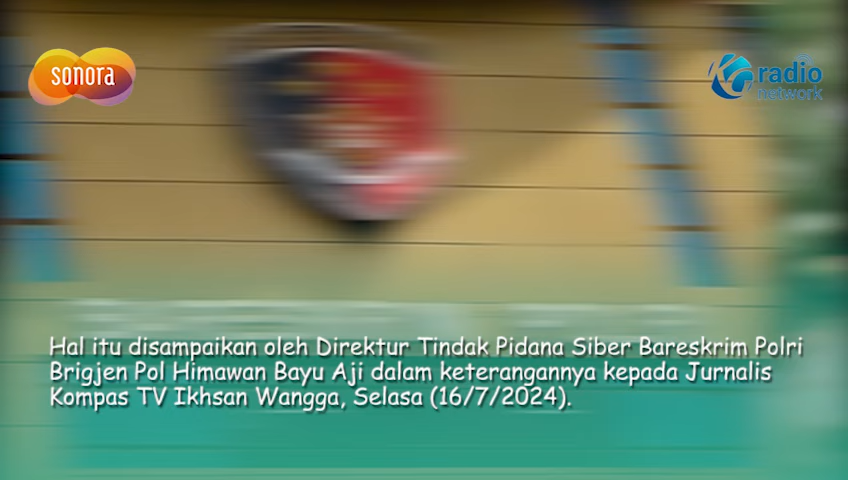 sonora
radio
network
Hal itu disampaikan oleh Direktur Tindak Pidana Siber Bareskrim Polri
Brigjen Pol Himawan Bayu Aji dalam keterangannya kepada Jurnalis
Kompas TV Ikhsan Wangga, Selasa (16/7/2024).